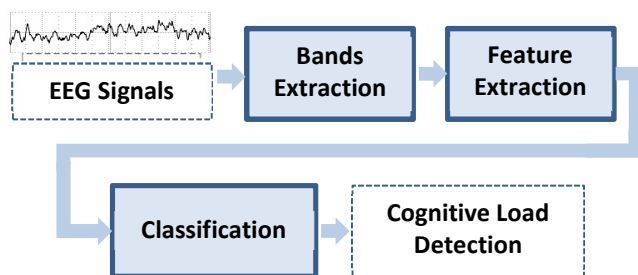 EEG Signals
Bands
Extraction
Feature
Extraction
Classification
Cognitive Load
Detection